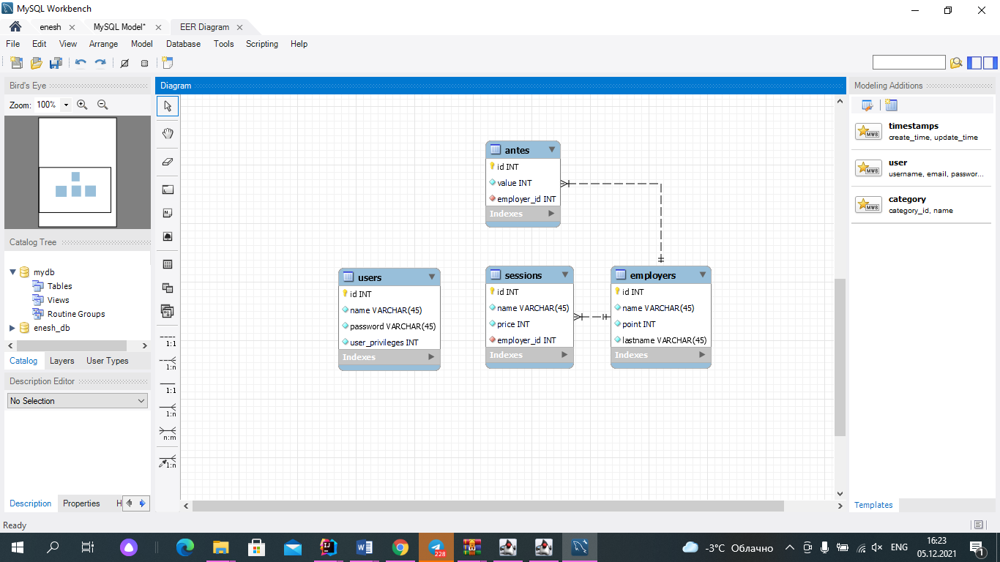 MySQL Workbench
enesh
MySQL Model*
EER Diagram
File Edit View Arrange Model Database Tools Scripting Help
Bird's Eye
Zoom: 100%
Catalog Tree
mydb
Tables
Views
Routine Groups
enesh_db
Catalog Layers User Types
Description Editor
No Selection
Description Properties H
Diagram
1:1
1:n
1:1
1:n
n:m
1:n
antes
id INT
value INT
employer_id INT
Indexes
users
id INT
name VARCHAR(45)
password VARCHAR(45)
user_privileges INT
Indexes
sessions
id INT
name VARCHAR(45)
price INT
employer_id INT
Indexes
employers
id INT
name VARCHAR(45)
point INT
lastname VARCHAR(45)
Indexes
Modeling Additions
MWB
timestamps
create_time, update_time
MWB
user
username, email, passwor...
MWB
category
category_id, name
Templates
Ready
228
-3°C Облачно
ENG
16:23
05.12.2021
1